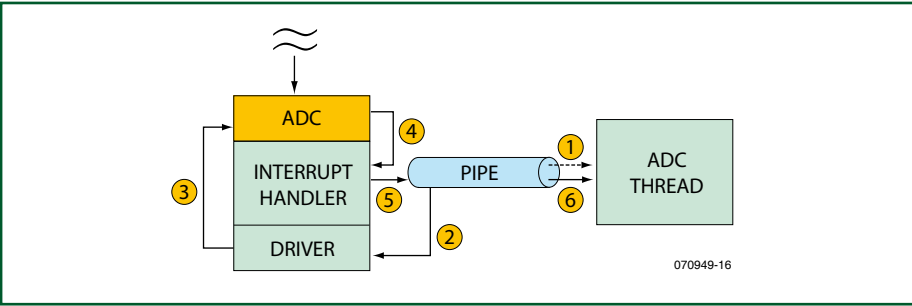 ADC
4
1
INTERRUPT
HANDLER
PIPE
ADC
THREAD
3
5
6
2
DRIVER
070949-16